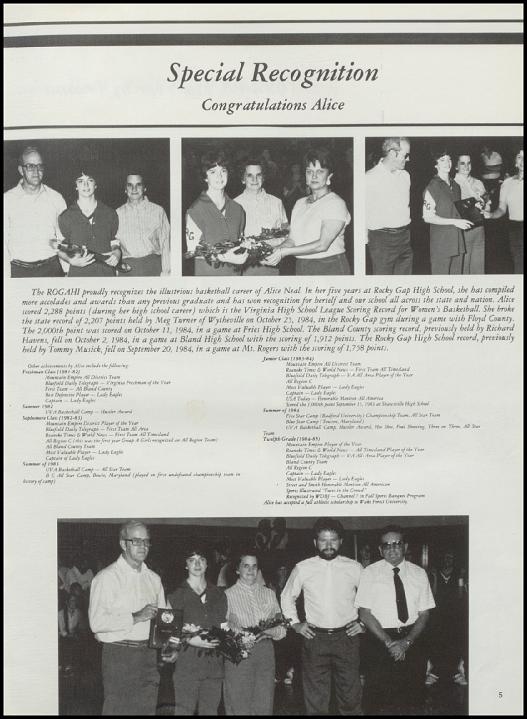 Special Recognition
Congratulations Alice
The ROGAHI proudly recognizes the illustrious basketball career of Alice Neal. In her five years at Rocky Gap High School, she has compiled
more accolades and awards than any previous graduate and has won recognition for herself and our school all across the state and nation. Alice
scored 2,288 points (during her high school career) which is the Virginia High School League Scoring Record for Women's Basketball. She broke
the state record of 2,207 points held by Meg Turner of Wytheville on October 25, 1984, in the Rocky Gap gym during a game with Floyd County.
The 2,000th point was scored on October 11, 1984, in a game at Fries High School. The Bland County scoring record, previously held by Richard
Havens, fell on October 2, 1984, in a game at Bland High School with the scoring of 1,912 points. The Rocky Gap High School record, previously
held by Tommy Musick, fell on September 20, 1984, in a game at Mt. Rogers with the scoring of 1,758 points.
Other achievements by Alice include the following:
Freshman Class (1981-82)
Mountain Empire All District Team
Bluefield Daily Telegraph — Virginia Freshman of the Year
First Team — All Bland County
Best Defensive Player — Lady Eagles
Captain — Lady Eagles
Summer 1982
UVA Basketball Camp — Hustler Award
Sophomore Class (1982-83)
Mountain Empire District Player of the Year
Bluefield Daily Telegraph — First Team All Area
Roanoke Times & World News — First Team All Timesland
All Region C (this was the first year Group A Girls recognized an All Region Team)
All Bland County Team
Most Valuable Player — Lady Eagles
Captain of Lady Eagles
Summer of 1983
UVA Basketball Camp — All Star Team
B C All Star Camp, Bowie, Maryland (played on first undefeated championship team in
history of camp)
Junior Class (1983-84)
Mountain Empire All District Team
Roanoke Times & World News — First Team All Timesland
Bluefield Daily Telegraph — VA All Area Player of the Year
All Region C
Most Valuable Player — Lady Eagles
Captain — Lady Eagles
USA Today — Honorable Mention All America
Scored the 1,000th point September 15, 1983 at Shawsville High School
Summer of 1984
Five Star Camp (Radford University) Championship Team, All Star Team
Blue Star Camp (Towson, Maryland)
UVA Basketball Camp, Hustler Award, Hot Shot, Foul Shooting, Three on Three, All Star
Team
Twelfth Grade (1984-85)
Mountain Empire Player of the Year
Roanoke Times & World News — All Timesland Player of the Year
Bluefield Daily Telegraph — VA All Area Player of the Year
Bland County Team
All Region C
Captain — Lady Eagles
Most Valuable Player — Lady Eagles
Street and Smith Honorable Mention All American
Sports Illustrated "Faces in the Crowd"
Recognized by WDBJ — Channel 7 in Fall Sports Banquet Program
Alice has accepted a full athletic scholarship to Wake Forest University.
5